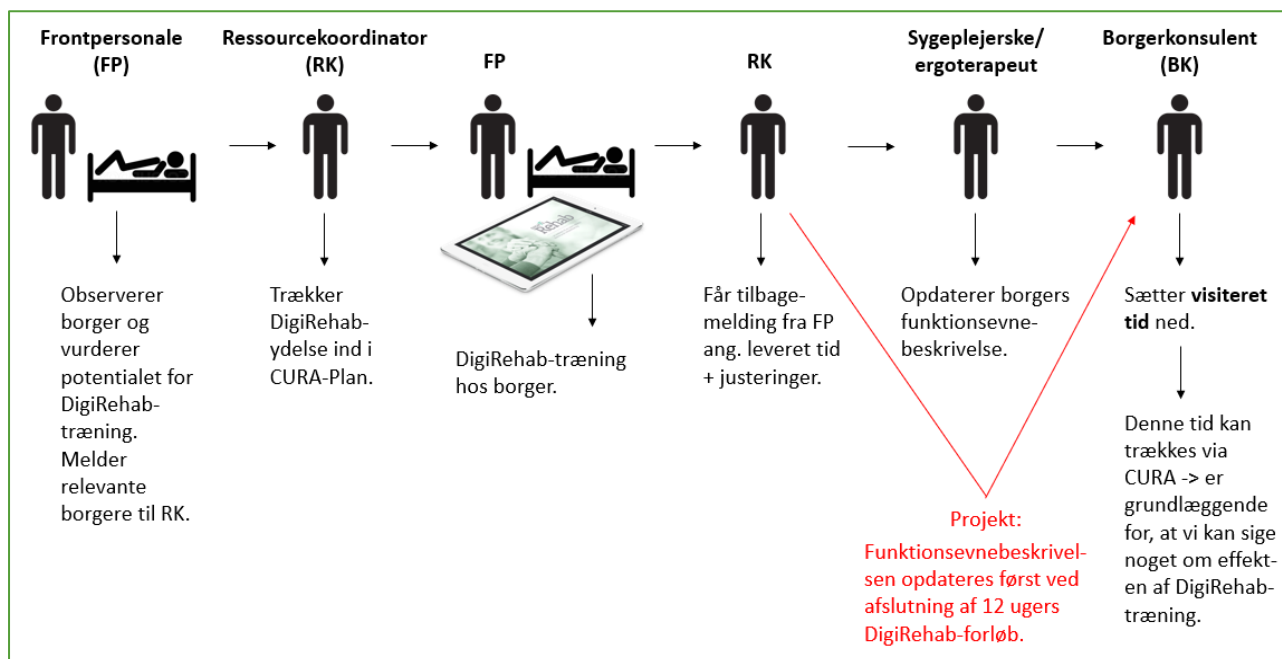 Frontpersonale
(FP)
Ressourcekoordinator
(RK)
FP
RK
Sygeplejerske/
ergoterapeut
Borgerkonsulent
(BK)
Rehab
Observerer
borger og
vurderer
potentialet for
DigiRehab-
træning.
Melder
relevante
borgere til RK.
Trækker
DigiRehab-
ydelse ind i
CURA-Plan.
DigiRehab-træning
hos borger.
Får tilbage-
melding fra FP
ang. leveret tid
+ justeringer.
Opdaterer borgers
funktionsevne-
beskrivelse.
Sætter visiteret
tid ned.
Denne tid kan
trækkes via
CURA -> er
grundlæggende
for, at vi kan sige
noget om effekt-
en af DigiRehab-
træning.
Projekt:
Funktionsevnebeskrivel-
sen opdateres først ved
afslutning af 12 ugers
DigiRehab-forløb.